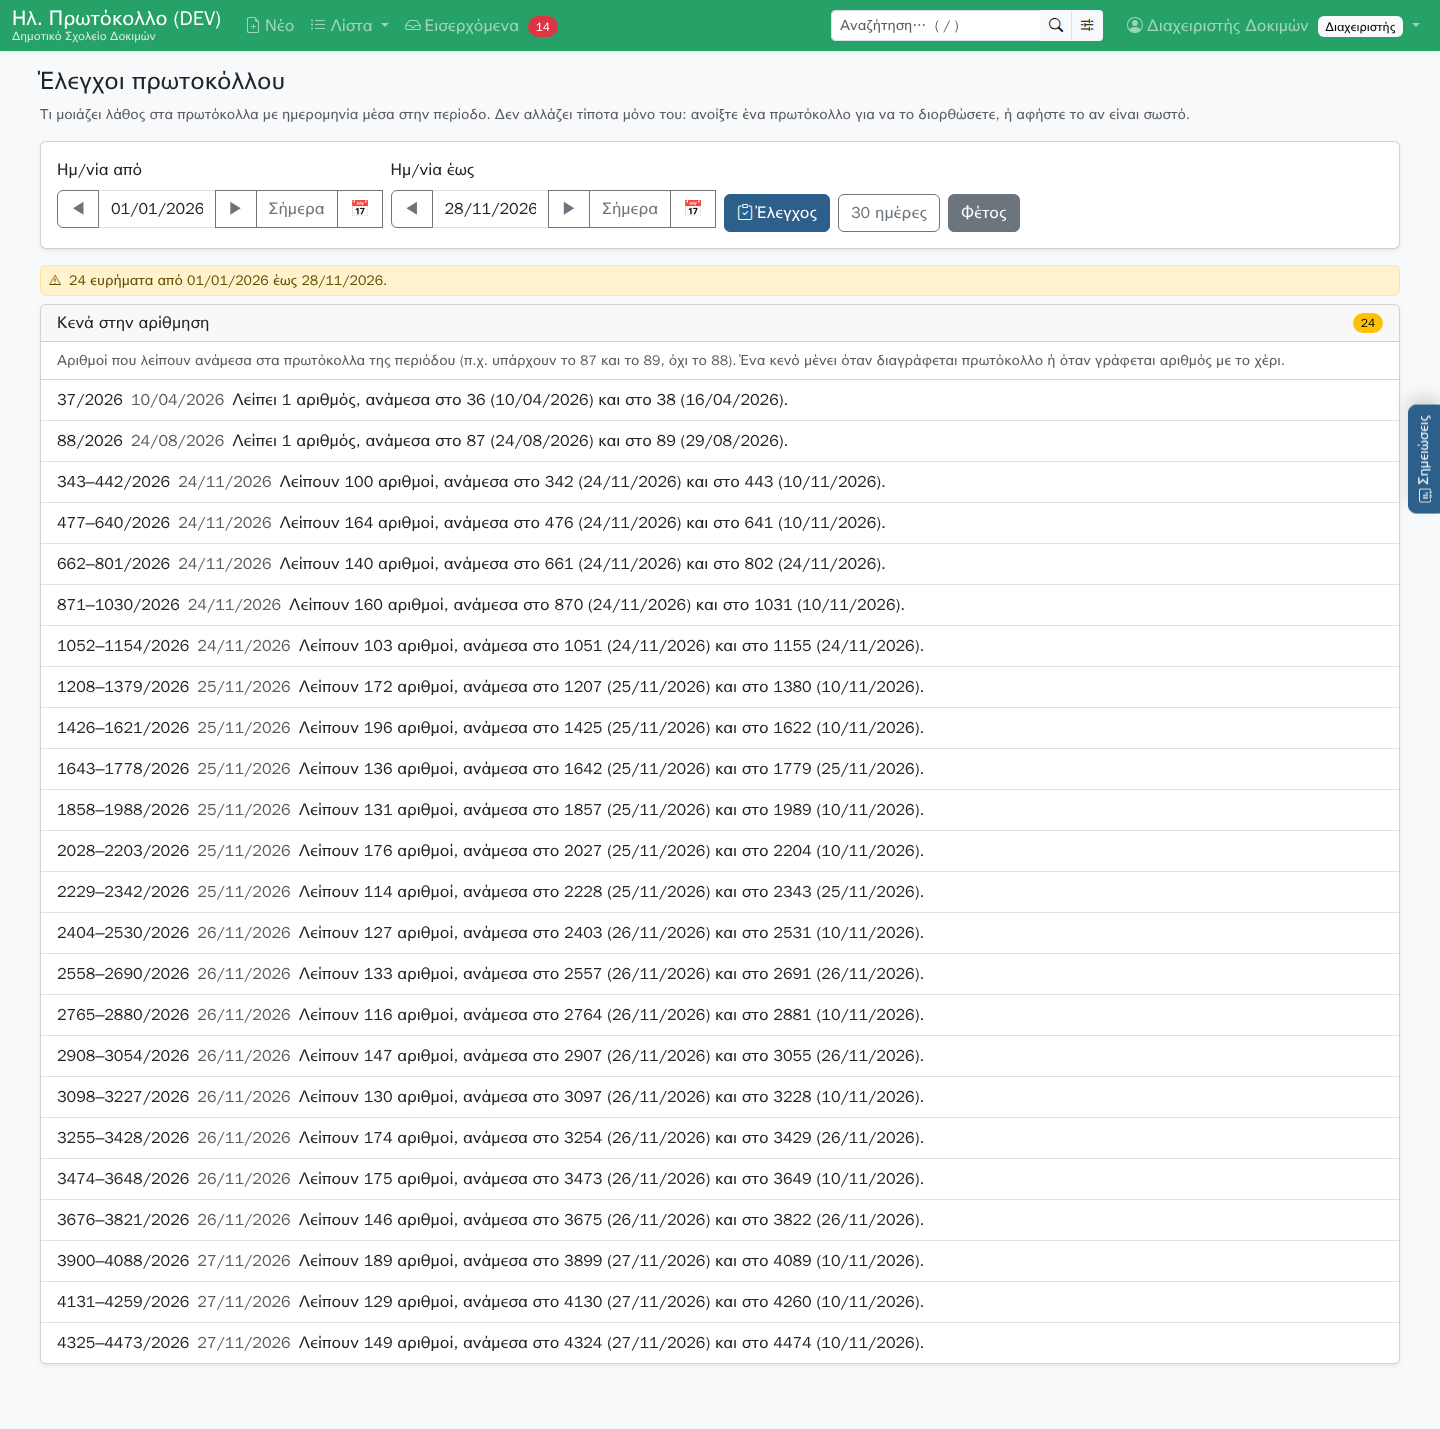 Ηλ. Πρωτόκολλο (DEV)
Δημοτικό Σχολείο Δοκιμών
Νέο
Λίστα
Εισερχόμενα 14
Αναζήτηση… ( / )
Διαχειριστής Δοκιμών Διαχειριστής
Έλεγχοι πρωτοκόλλου
Τι μοιάζει λάθος στα πρωτόκολλα με ημερομηνία μέσα στην περίοδο. Δεν αλλάζει τίποτα μόνο του: ανοίξτε ένα πρωτόκολλο για να το διορθώσετε, ή αφήστε το αν είναι σωστό.
Ημ/νία από
Ημ/νία έως
01/01/2026 Σήμερα
28/11/2026 Σήμερα
Έλεγχος
30 ημέρες
Φέτος
24 ευρήματα από 01/01/2026 έως 28/11/2026.
Κενά στην αρίθμηση 24
Αριθμοί που λείπουν ανάμεσα στα πρωτόκολλα της περιόδου (π.χ. υπάρχουν το 87 και το 89, όχι το 88). Ένα κενό μένει όταν διαγράφεται πρωτόκολλο ή όταν γράφεται αριθμός με το χέρι.
37/2026 10/04/2026 Λείπει 1 αριθμός, ανάμεσα στο 36 (10/04/2026) και στο 38 (16/04/2026).
88/2026 24/08/2026 Λείπει 1 αριθμός, ανάμεσα στο 87 (24/08/2026) και στο 89 (29/08/2026).
343–442/2026 24/11/2026 Λείπουν 100 αριθμοί, ανάμεσα στο 342 (24/11/2026) και στο 443 (10/11/2026).
477–640/2026 24/11/2026 Λείπουν 164 αριθμοί, ανάμεσα στο 476 (24/11/2026) και στο 641 (10/11/2026).
662–801/2026 24/11/2026 Λείπουν 140 αριθμοί, ανάμεσα στο 661 (24/11/2026) και στο 802 (24/11/2026).
871–1030/2026 24/11/2026 Λείπουν 160 αριθμοί, ανάμεσα στο 870 (24/11/2026) και στο 1031 (10/11/2026).
1052–1154/2026 24/11/2026 Λείπουν 103 αριθμοί, ανάμεσα στο 1051 (24/11/2026) και στο 1155 (24/11/2026).
1208–1379/2026 25/11/2026 Λείπουν 172 αριθμοί, ανάμεσα στο 1207 (25/11/2026) και στο 1380 (10/11/2026).
1426–1621/2026 25/11/2026 Λείπουν 196 αριθμοί, ανάμεσα στο 1425 (25/11/2026) και στο 1622 (10/11/2026).
1643–1778/2026 25/11/2026 Λείπουν 136 αριθμοί, ανάμεσα στο 1642 (25/11/2026) και στο 1779 (25/11/2026).
1858–1988/2026 25/11/2026 Λείπουν 131 αριθμοί, ανάμεσα στο 1857 (25/11/2026) και στο 1989 (10/11/2026).
2028–2203/2026 25/11/2026 Λείπουν 176 αριθμοί, ανάμεσα στο 2027 (25/11/2026) και στο 2204 (10/11/2026).
2229–2342/2026 25/11/2026 Λείπουν 114 αριθμοί, ανάμεσα στο 2228 (25/11/2026) και στο 2343 (25/11/2026).
2404–2530/2026 26/11/2026 Λείπουν 127 αριθμοί, ανάμεσα στο 2403 (26/11/2026) και στο 2531 (10/11/2026).
2558–2690/2026 26/11/2026 Λείπουν 133 αριθμοί, ανάμεσα στο 2557 (26/11/2026) και στο 2691 (26/11/2026).
2765–2880/2026 26/11/2026 Λείπουν 116 αριθμοί, ανάμεσα στο 2764 (26/11/2026) και στο 2881 (10/11/2026).
2908–3054/2026 26/11/2026 Λείπουν 147 αριθμοί, ανάμεσα στο 2907 (26/11/2026) και στο 3055 (26/11/2026).
3098–3227/2026 26/11/2026 Λείπουν 130 αριθμοί, ανάμεσα στο 3097 (26/11/2026) και στο 3228 (10/11/2026).
3255–3428/2026 26/11/2026 Λείπουν 174 αριθμοί, ανάμεσα στο 3254 (26/11/2026) και στο 3429 (26/11/2026).
3474–3648/2026 26/11/2026 Λείπουν 175 αριθμοί, ανάμεσα στο 3473 (26/11/2026) και στο 3649 (10/11/2026).
3676–3821/2026 26/11/2026 Λείπουν 146 αριθμοί, ανάμεσα στο 3675 (26/11/2026) και στο 3822 (26/11/2026).
3900–4088/2026 27/11/2026 Λείπουν 189 αριθμοί, ανάμεσα στο 3899 (27/11/2026) και στο 4089 (10/11/2026).
4131–4259/2026 27/11/2026 Λείπουν 129 αριθμοί, ανάμεσα στο 4130 (27/11/2026) και στο 4260 (10/11/2026).
4325–4473/2026 27/11/2026 Λείπουν 149 αριθμοί, ανάμεσα στο 4324 (27/11/2026) και στο 4474 (10/11/2026).
Σημειώσεις